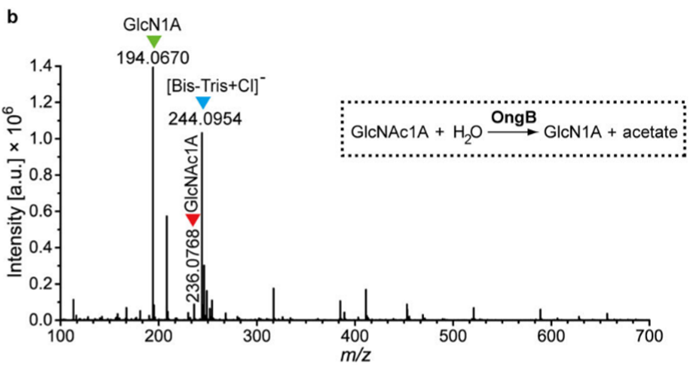 b
GlcN1A
194.0670
[Bis-Tris+Cl]⁻
244.0954
GlcNAc1A
236.0768
OngB
GlcNAc1A + H₂O → GlcN1A + acetate
Intensity [a.u.] × 10⁶
1.4
1.2
1.0
0.8
0.6
0.4
0.2
0.0
100 200 300 400 500 600 700
m/z